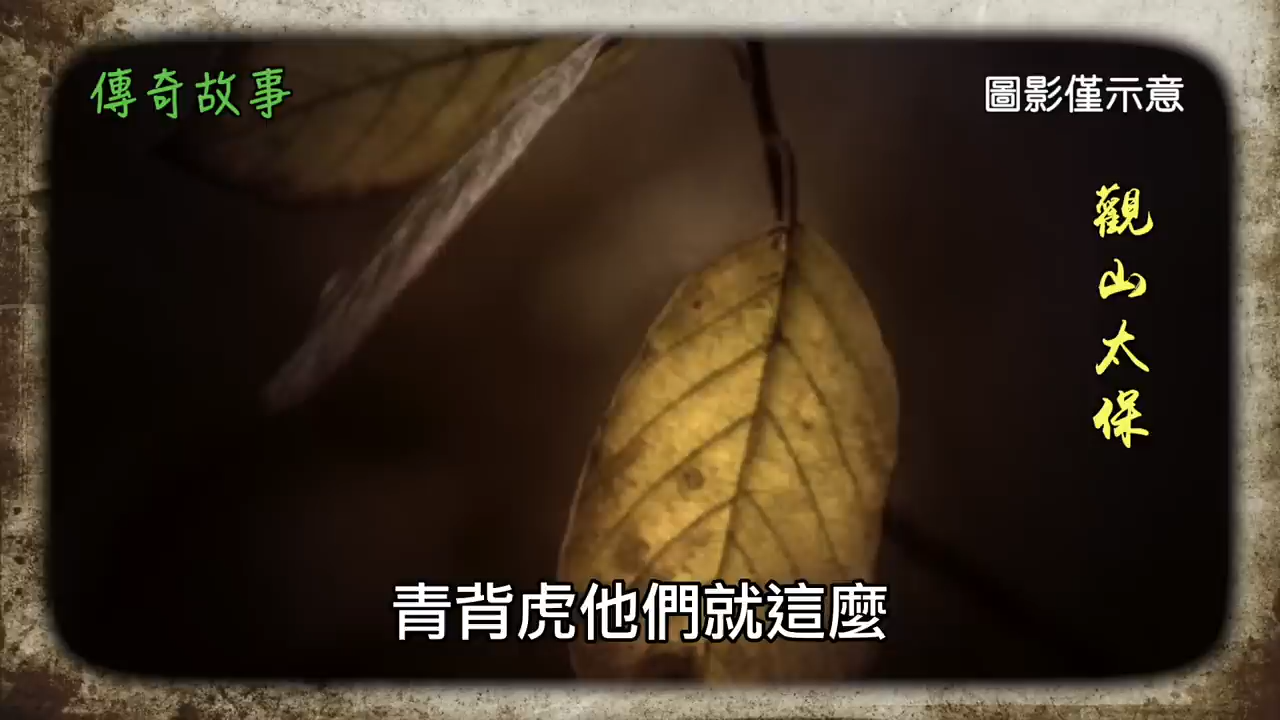 傳奇故事
圖影僅示意
觀山太保
青背虎他們就這麼